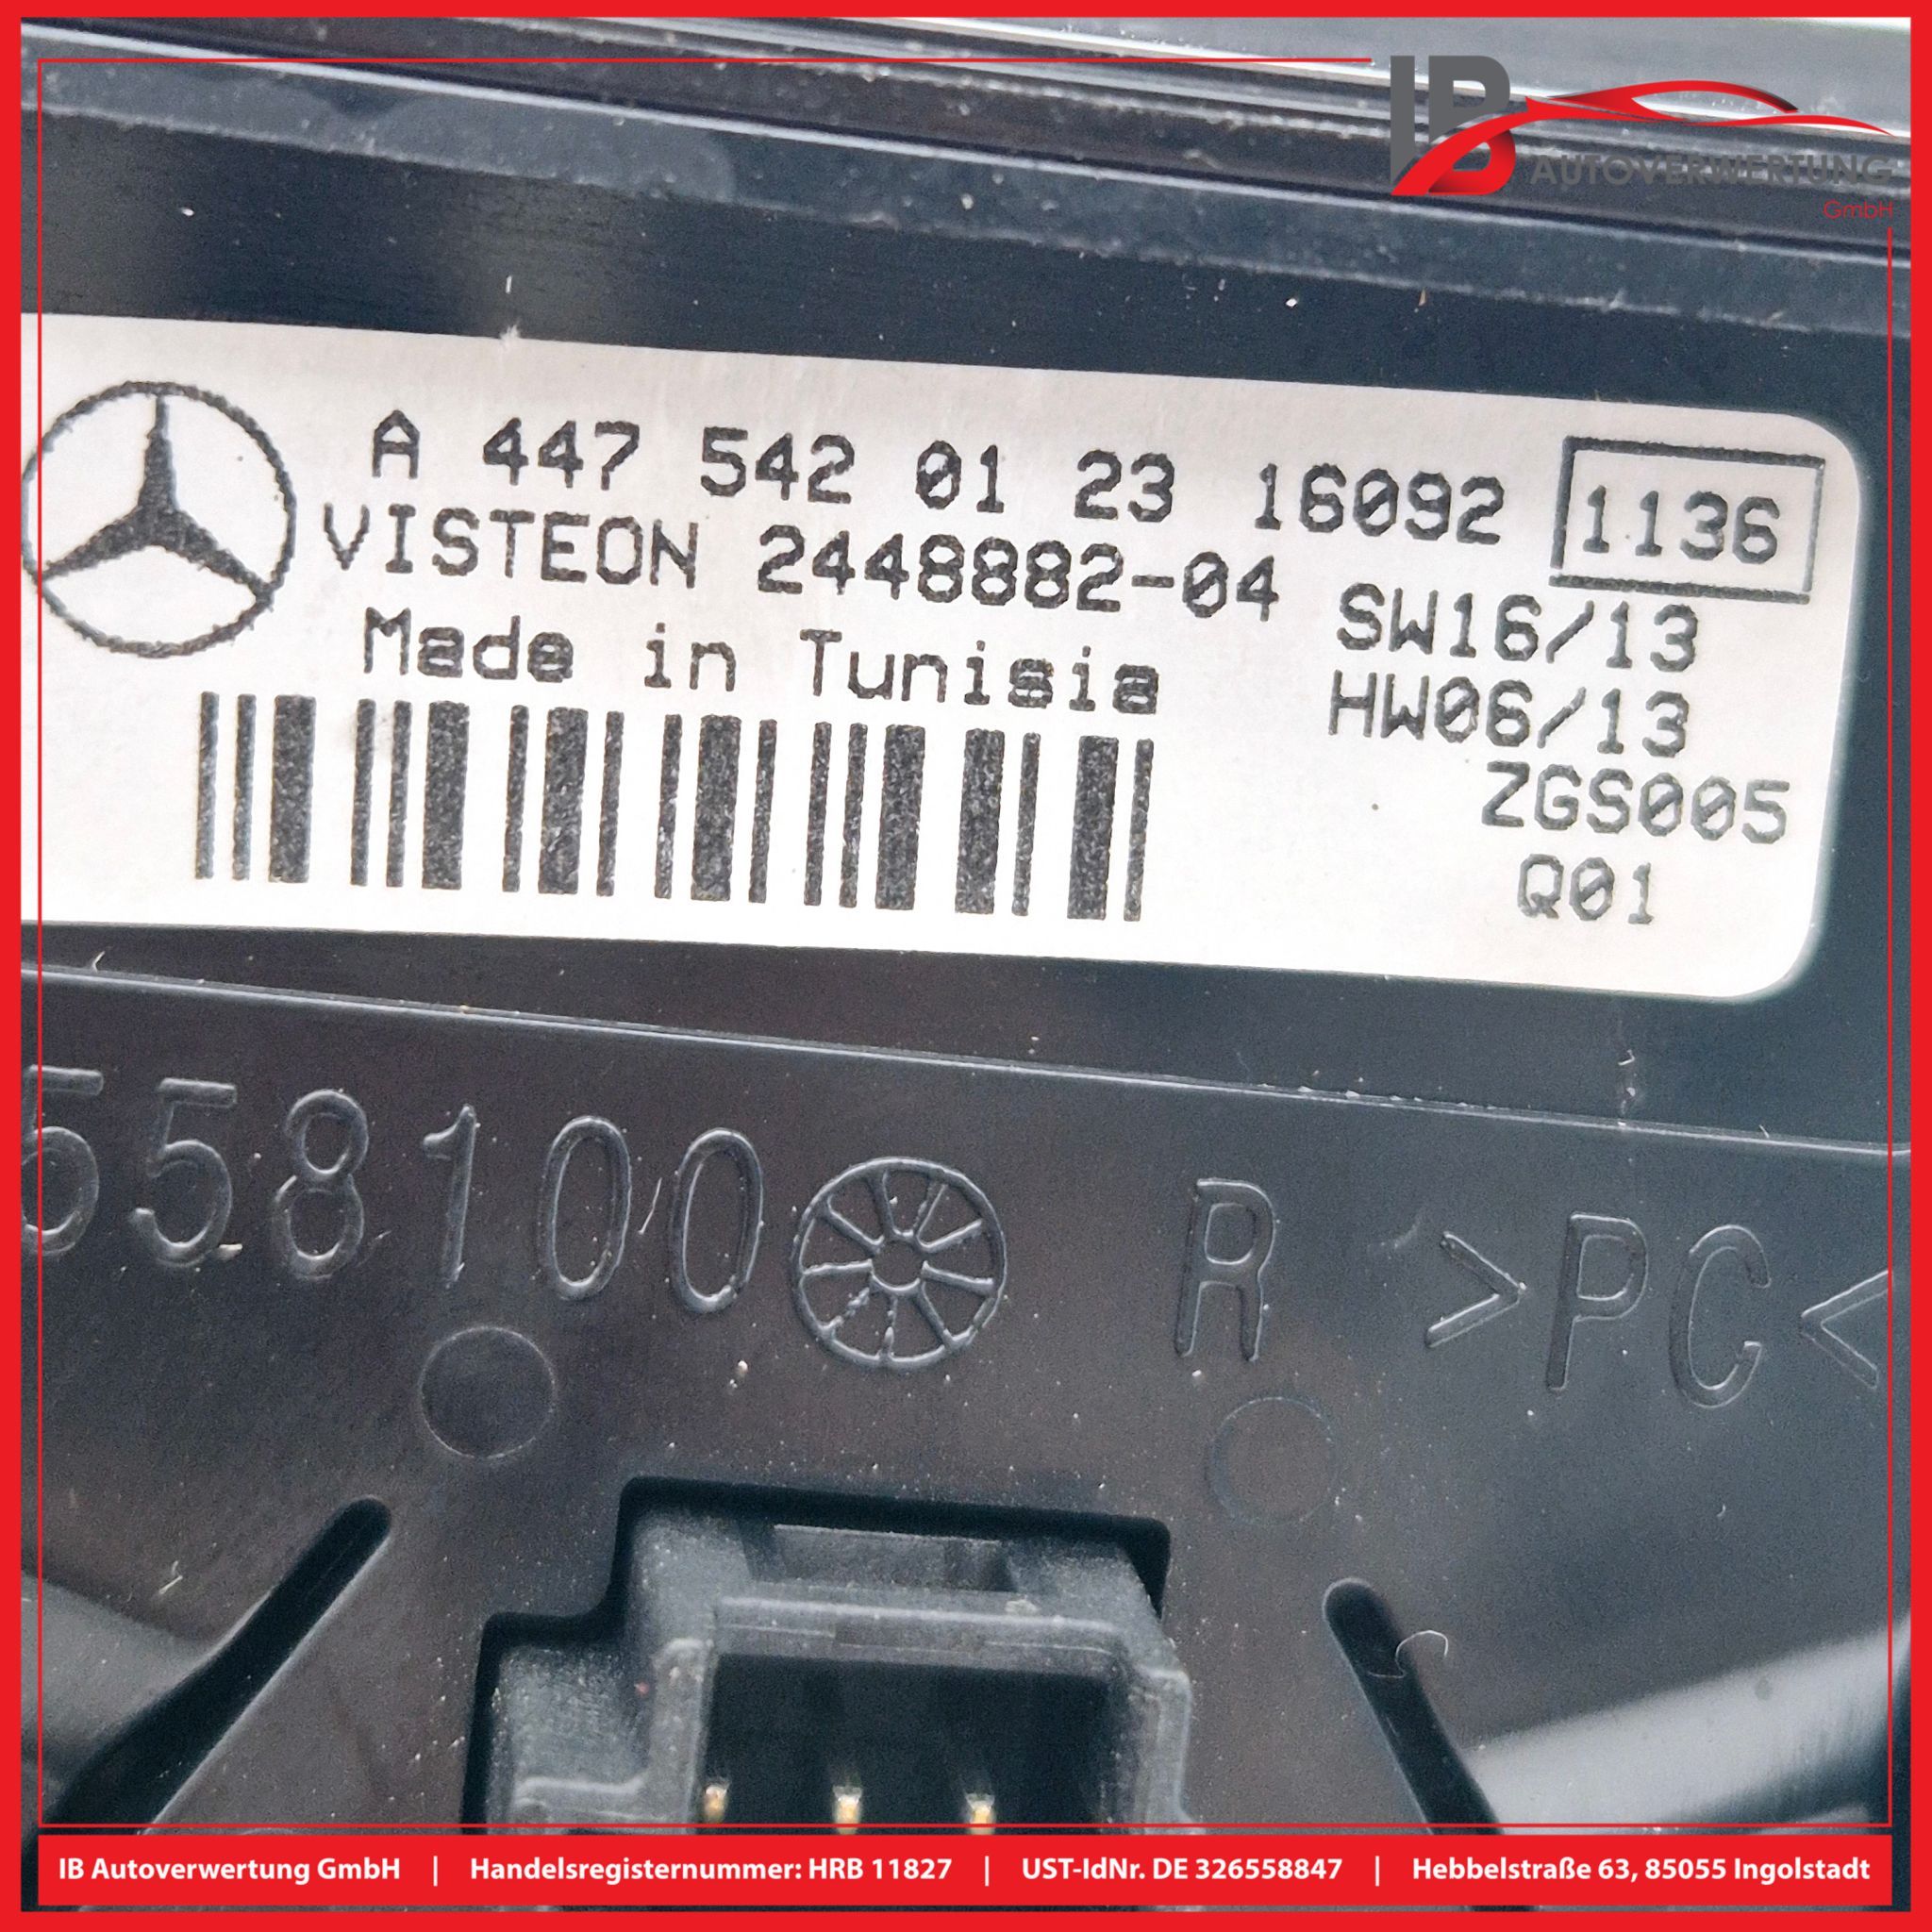 IB
AUTOVERWERTUNG
GmbH
A 447 542 01 23 16092 1136
VISTEON 2448882-04 SW16/13
Made in Tunisia HW06/13
ZGS005
Q01
558100 R >PC<
IB Autoverwertung GmbH | Handelsregisternummer: HRB 11827 | UST-IdNr. DE 326558847 | Hebbelstraße 63, 85055 Ingolstadt